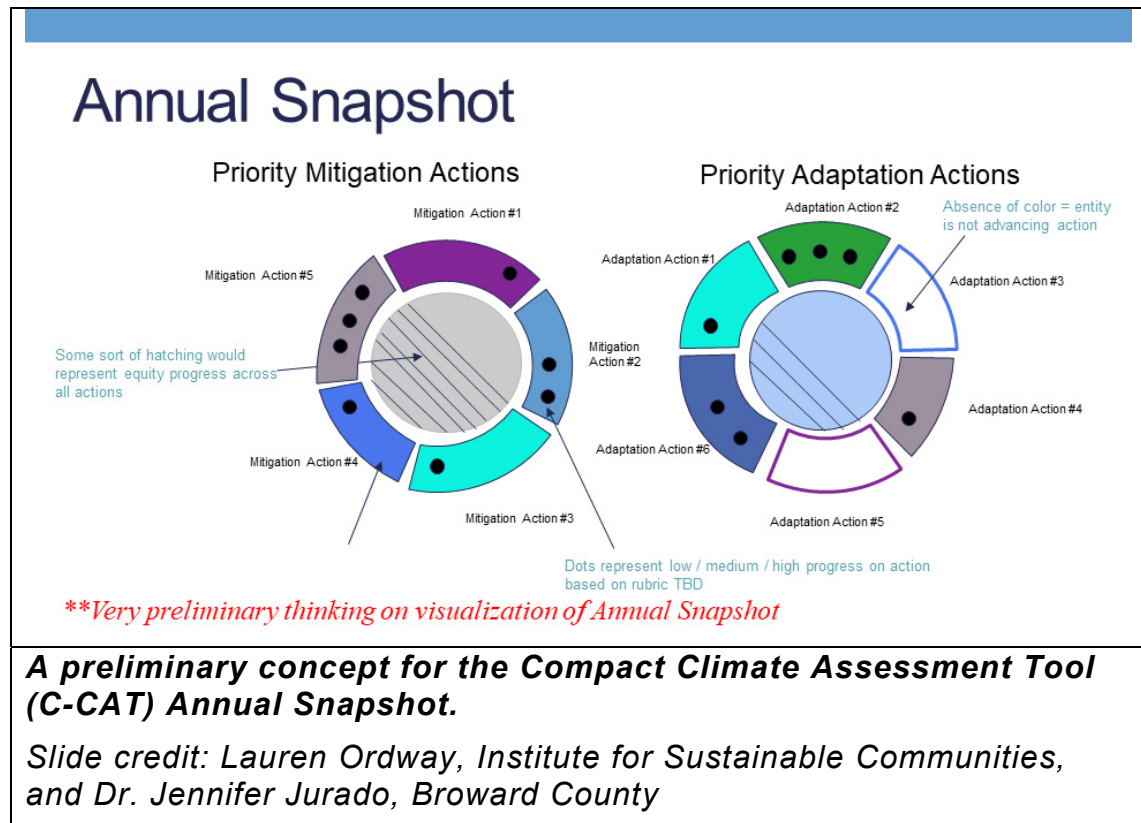 Annual Snapshot
Priority Mitigation Actions
Mitigation Action #1
Mitigation Action #5
Some sort of hatching would
represent equity progress across
all actions
Mitigation
Action #2
Mitigation Action #4
Mitigation Action #3
Priority Adaptation Actions
Adaptation Action #2
Absence of color = entity
is not advancing action
Adaptation Action #1
Adaptation Action #3
Adaptation Action #4
Adaptation Action #6
Adaptation Action #5
Dots represent low / medium / high progress on action
based on rubric TBD
**Very preliminary thinking on visualization of Annual Snapshot
A preliminary concept for the Compact Climate Assessment Tool
(C-CAT) Annual Snapshot.
Slide credit: Lauren Ordway, Institute for Sustainable Communities,
and Dr. Jennifer Jurado, Broward County